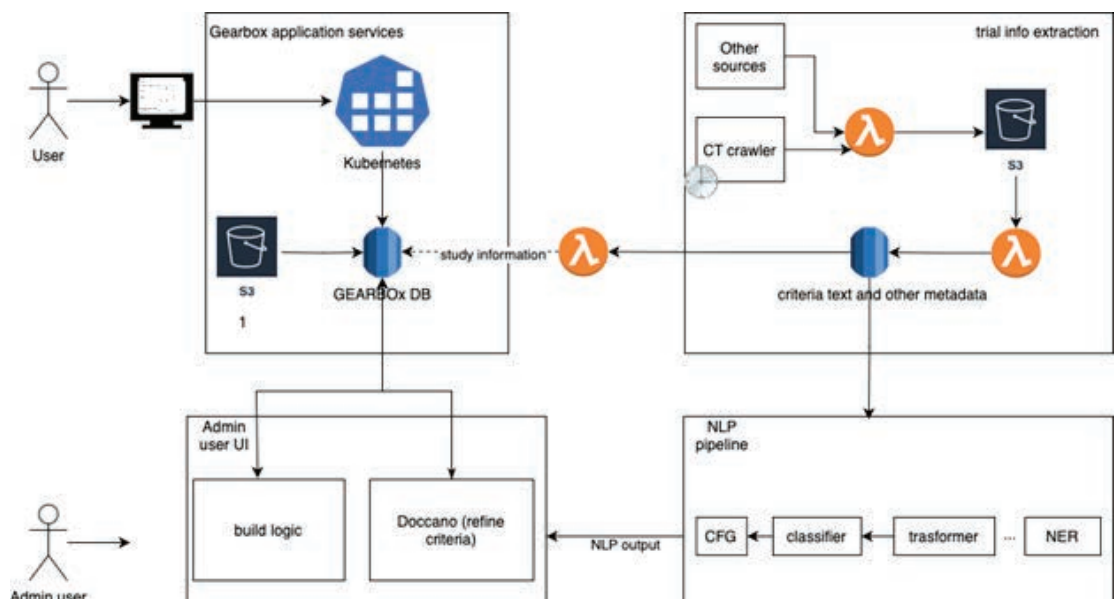 Gearbox application services
trial info extraction
Other
sources
User
Kubernetes
CT crawler
S3
study information
S3
GEARBOx DB
criteria text and other metadata
1
Admin
user UI
NLP
pipeline
build logic
Doccano (refine
criteria)
NLP output
CFG
classifier
trasformer
...
NER
Admin user